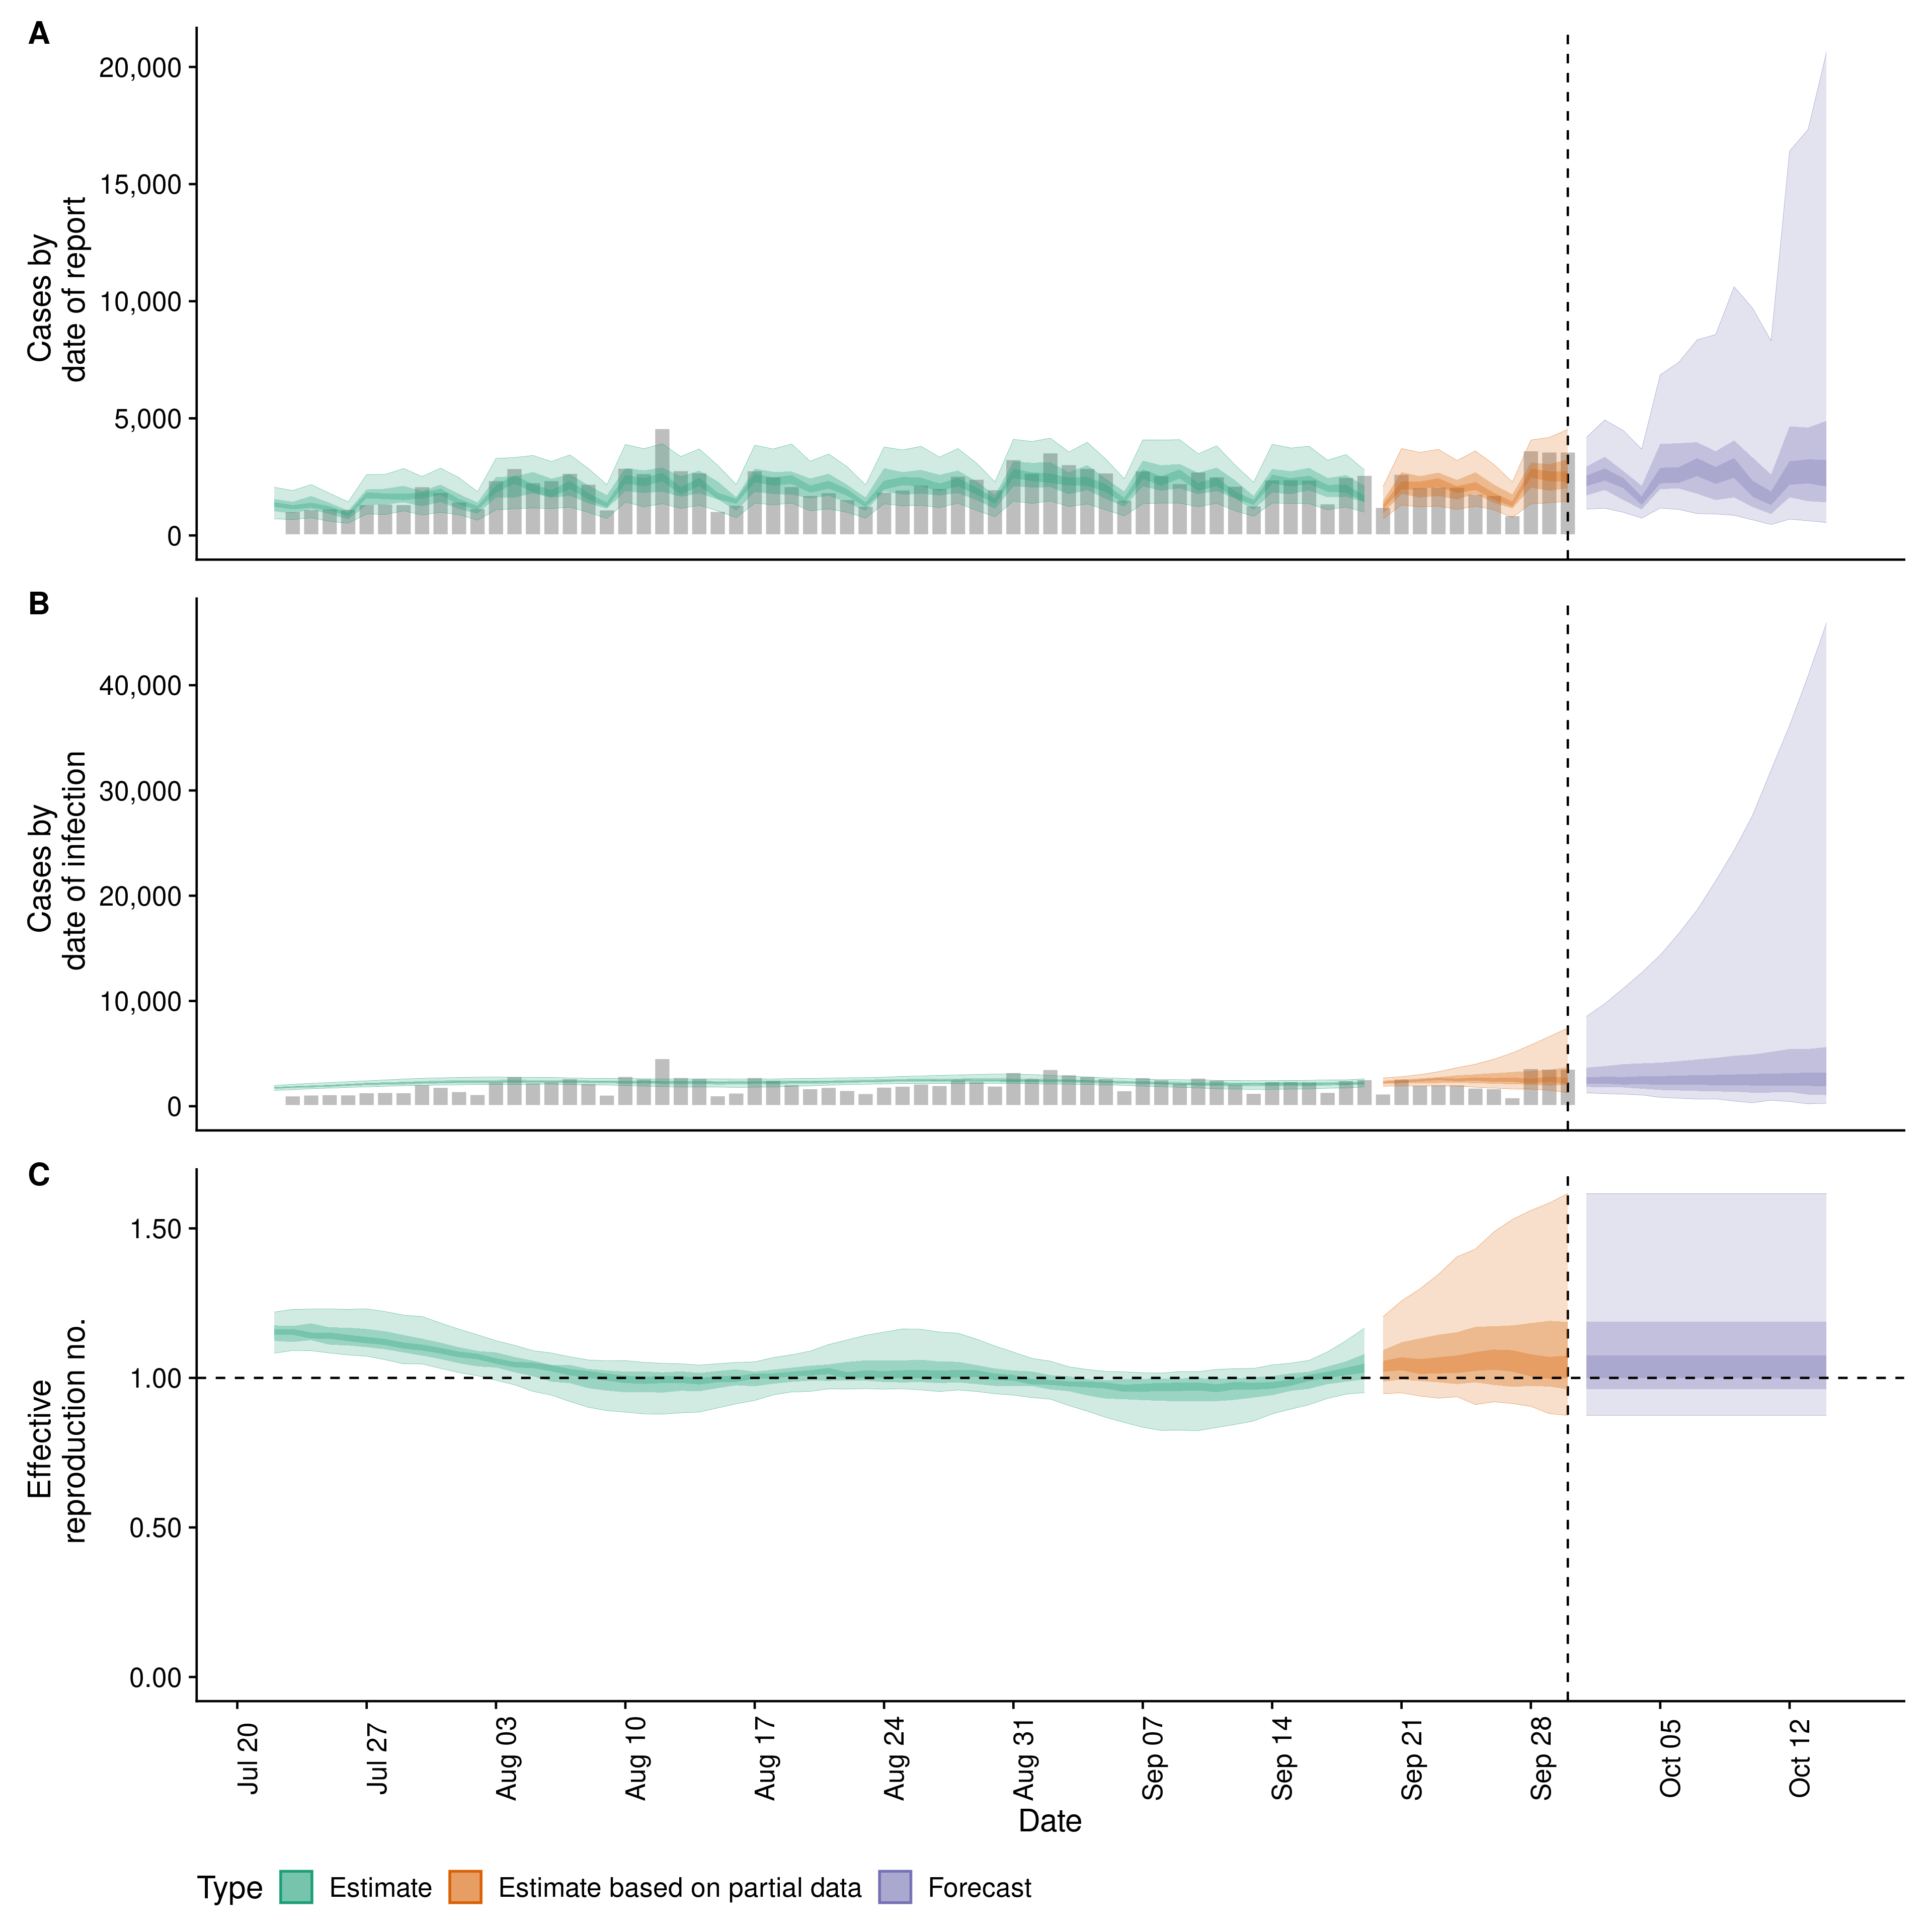 A
20,000
15,000
10,000
5,000
0
Cases by
date of report
B
40,000
30,000
20,000
10,000
0
Cases by
date of infection
C
1.50
1.00
0.50
0.00
Effective
reproduction no.
Jul 20
Jul 27
Aug 03
Aug 10
Aug 17
Aug 24
Aug 31
Sep 07
Sep 14
Sep 21
Sep 28
Oct 05
Oct 12
Date
Type Estimate Estimate based on partial data Forecast